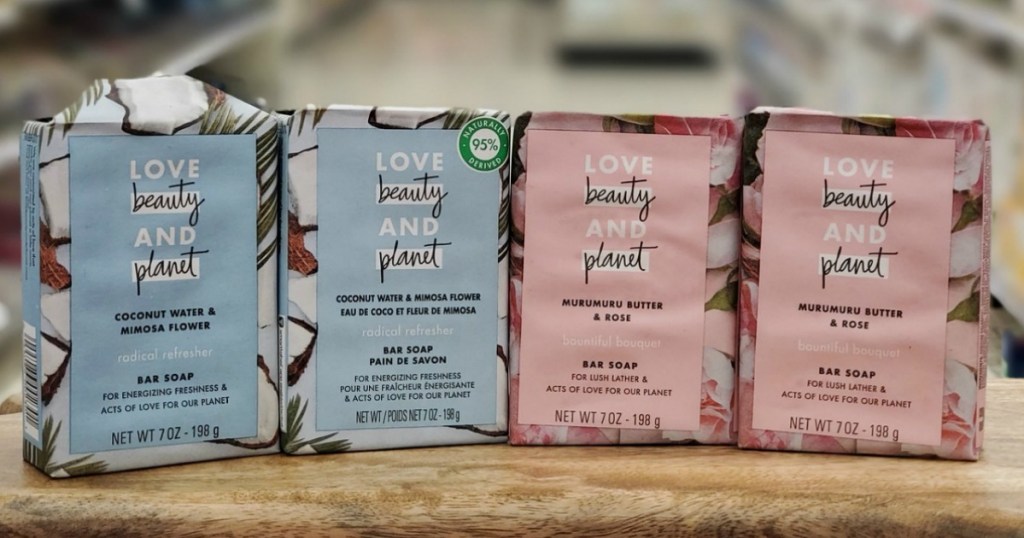 LOVE
beauty
AND
planet
COCONUT WATER &
MIMOSA FLOWER
radical refresher
BAR SOAP
FOR ENERGIZING FRESHNESS &
ACTS OF LOVE FOR OUR PLANET
NET WT 7 OZ - 198 g
NATURALLY
95%
DERIVED
LOVE
beauty
AND
planet
COCONUT WATER & MIMOSA FLOWER
EAU DE COCO ET FLEUR DE MIMOSA
radical refresher
BAR SOAP
PAIN DE SAVON
FOR ENERGIZING FRESHNESS
POUR UNE FRAÎCHEUR ÉNERGISANTE
& ACTS OF LOVE FOR OUR PLANET
NET WT / POIDS NET 7 OZ - 198 g
LOVE
beauty
AND
planet
MURUMURU BUTTER
& ROSE
bountiful bouquet
BAR SOAP
FOR LUSH LATHER &
ACTS OF LOVE FOR OUR PLANET
NET WT 7 OZ - 198 g
LOVE
beauty
AND
planet
MURUMURU BUTTER
& ROSE
bountiful bouquet
BAR SOAP
FOR LUSH LATHER &
ACTS OF LOVE FOR OUR PLANET
NET WT 7 OZ - 198 g